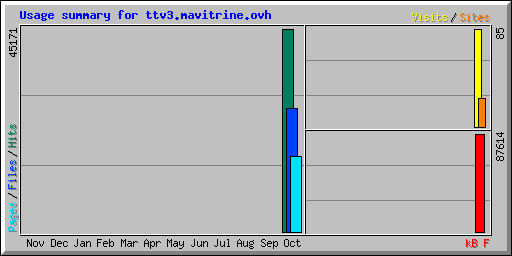 Usage summary for ttv3.mavitrine.ovh
Visits/Sites
45171
85
Pages/Files/Hits
87614
Nov Dec Jan Feb Mar Apr May Jun Jul Aug Sep Oct
kB F